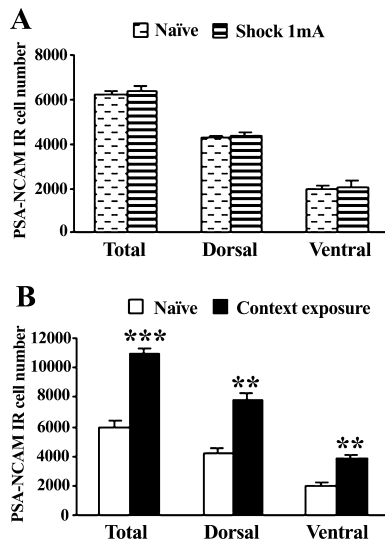 A
Naïve Shock 1mA
PSA-NCAM IR cell number
8000
6000
4000
2000
0
Total Dorsal Ventral
B
Naïve Context exposure
PSA-NCAM IR cell number
12000
10000
8000
6000
4000
2000
0
***
**
**
Total Dorsal Ventral